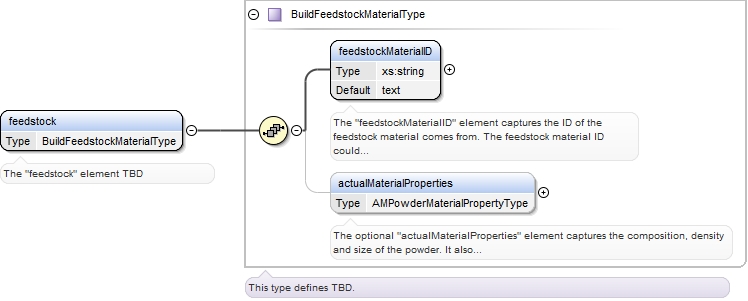 BuildFeedstockMaterialType
feedstockMaterialID
Type xs:string
Default text
The "feedstockMaterialID" element captures the ID of the
feedstock material comes from. The feedstock material ID
could...
feedstock
Type BuildFeedstockMaterialType
The "feedstock" element TBD
actualMaterialProperties
Type AMPowderMaterialPropertyType
The optional "actualMaterialProperties" element captures the composition, density
and size of the powder. It also...
This type defines TBD.